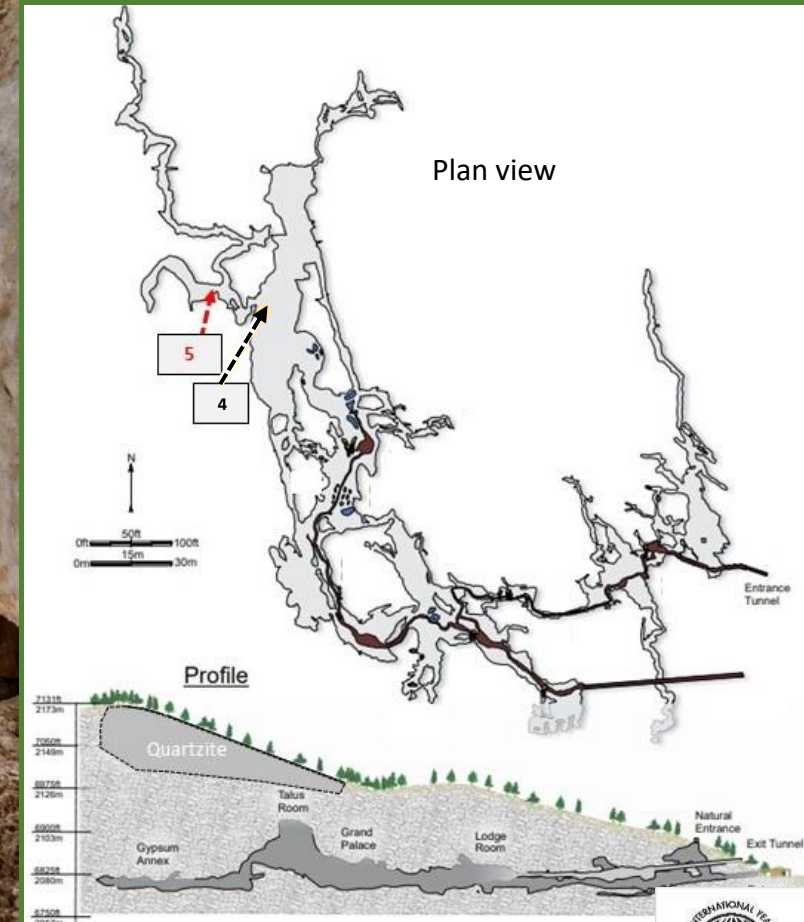 Plan view
5
4
N
50ft
0ft 100ft
15m
0m 30m
Entrance
Tunnel
Profile
7131ft
2173m
Quartzite
7050ft
2149m
6975ft
2126m
Talus
Room
6900ft
2103m
Grand
Palace
Natural
Entrance
Gypsum
Annex
Lodge
Room
Exit Tunnel
6825ft
2080m
6750ft
INTERNATIONAL